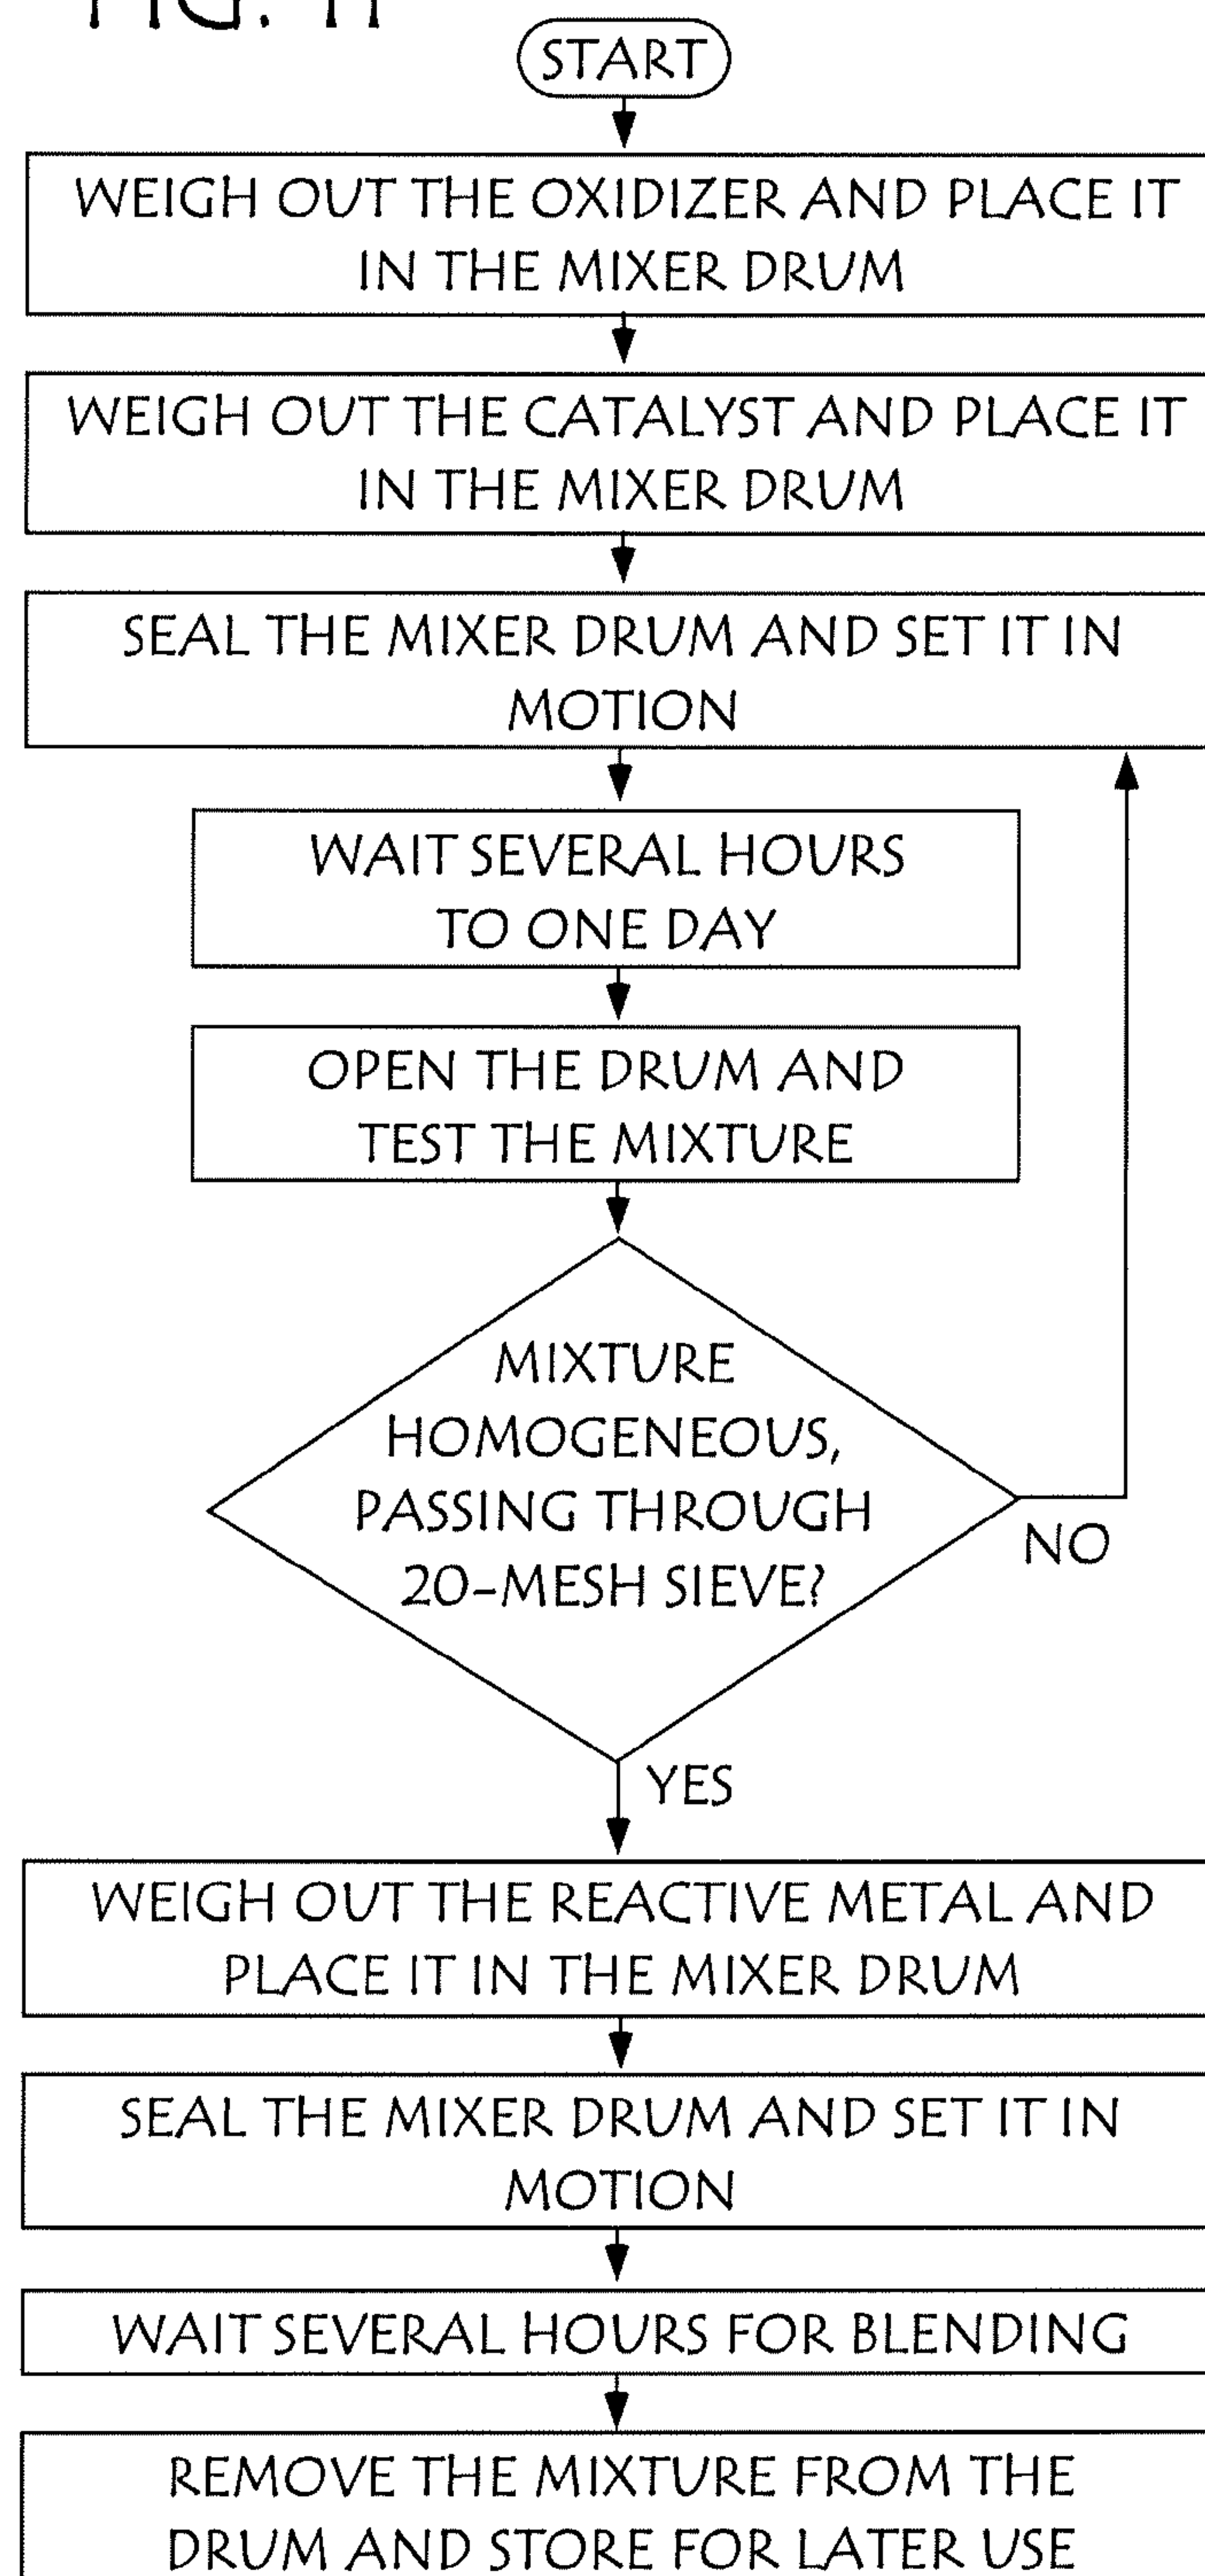 FIG. 11
START
WEIGH OUT THE OXIDIZER AND PLACE IT
IN THE MIXER DRUM
WEIGH OUT THE CATALYST AND PLACE IT
IN THE MIXER DRUM
SEAL THE MIXER DRUM AND SET IT IN
MOTION
WAIT SEVERAL HOURS
TO ONE DAY
OPEN THE DRUM AND
TEST THE MIXTURE
MIXTURE
HOMOGENEOUS,
PASSING THROUGH
20-MESH SIEVE?
NO
YES
WEIGH OUT THE REACTIVE METAL AND
PLACE IT IN THE MIXER DRUM
SEAL THE MIXER DRUM AND SET IT IN
MOTION
WAIT SEVERAL HOURS FOR BLENDING
REMOVE THE MIXTURE FROM THE
DRUM AND STORE FOR LATER USE